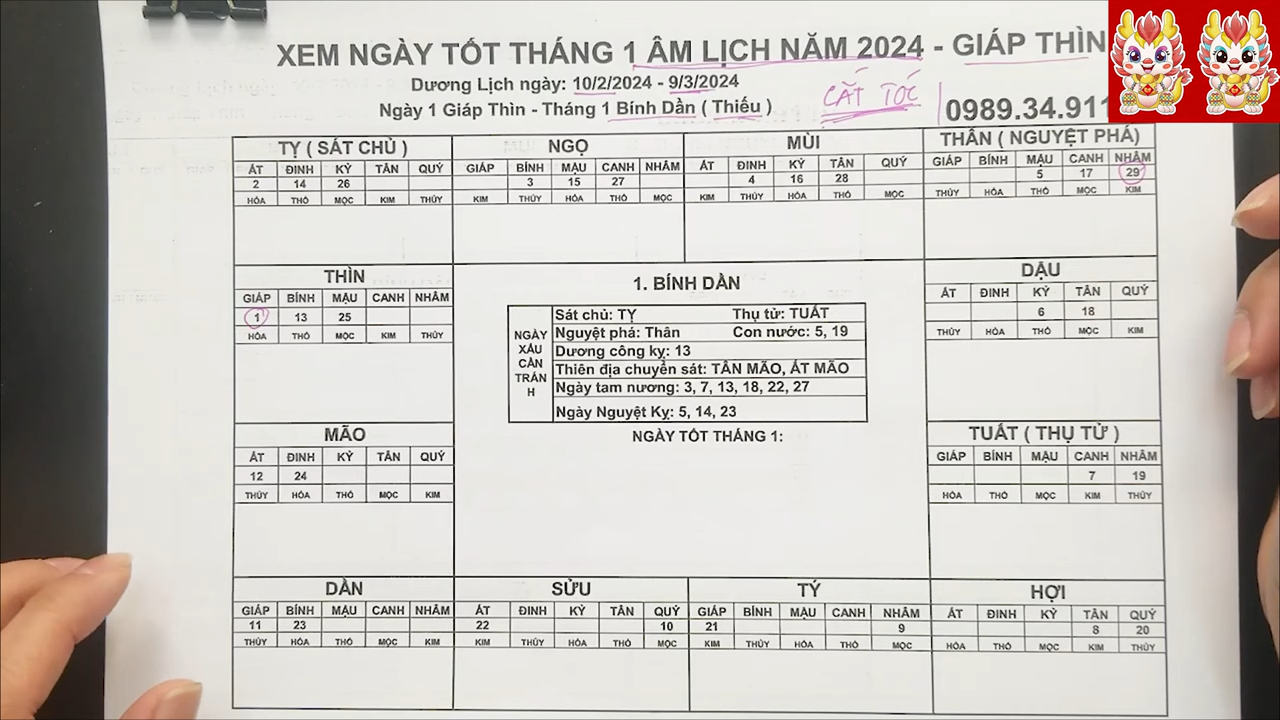 XEM NGÀY TỐT THÁNG 1 ÂM LỊCH NĂM 2024 - GIÁP THÌN
Dương Lịch ngày: 10/2/2024 - 9/3/2024
Ngày 1 Giáp Thìn - Tháng 1 Bính Dần ( Thiếu )
CẮT TÓC
0989.34.911
TỴ ( SÁT CHỦ )
ẤT ĐINH KỶ TÂN QUÝ
2 14 26
HỎA THỔ MỘC KIM THỦY
NGỌ
GIÁP BÍNH MẬU CANH NHÂM
3 15 27
KIM THỦY HỎA THỔ MỘC
MÙI
ẤT ĐINH KỶ TÂN QUÝ
4 16 28
KIM THỦY HỎA THỔ MỘC
THÂN ( NGUYỆT PHÁ )
GIÁP BÍNH MẬU CANH NHÂM
5 17 29
THỦY HỎA THỔ MỘC KIM
THÌN
GIÁP BÍNH MẬU CANH NHÂM
1 13 25
HỎA THỔ MỘC KIM THỦY
1. BÍNH DẦN
NGÀY XẤU CẦN TRÁNH
Sát chủ: TỴ Thụ tử: TUẤT
Nguyệt phá: Thân Con nước: 5, 19
Dương công kỵ: 13
Thiên địa chuyển sát: TÂN MÃO, ẤT MÃO
Ngày tam nương: 3, 7, 13, 18, 22, 27
Ngày Nguyệt Kỵ: 5, 14, 23
NGÀY TỐT THÁNG 1:
DẬU
ẤT ĐINH KỶ TÂN QUÝ
6 18
THỦY HỎA THỔ MỘC KIM
MÃO
ẤT ĐINH KỶ TÂN QUÝ
12 24
THỦY HỎA THỔ MỘC KIM
TUẤT ( THỤ TỬ )
GIÁP BÍNH MẬU CANH NHÂM
7 19
HỎA THỔ MỘC KIM THỦY
DẦN
GIÁP BÍNH MẬU CANH NHÂM
11 23
THỦY HỎA THỔ MỘC KIM
SỬU
ẤT ĐINH KỶ TÂN QUÝ
22 10
KIM THỦY HỎA THỔ MỘC
TÝ
GIÁP BÍNH MẬU CANH NHÂM
21 9
KIM THỦY HỎA THỔ MỘC
HỢI
ẤT ĐINH KỶ TÂN QUÝ
8 20
HỎA THỔ MỘC KIM THỦY